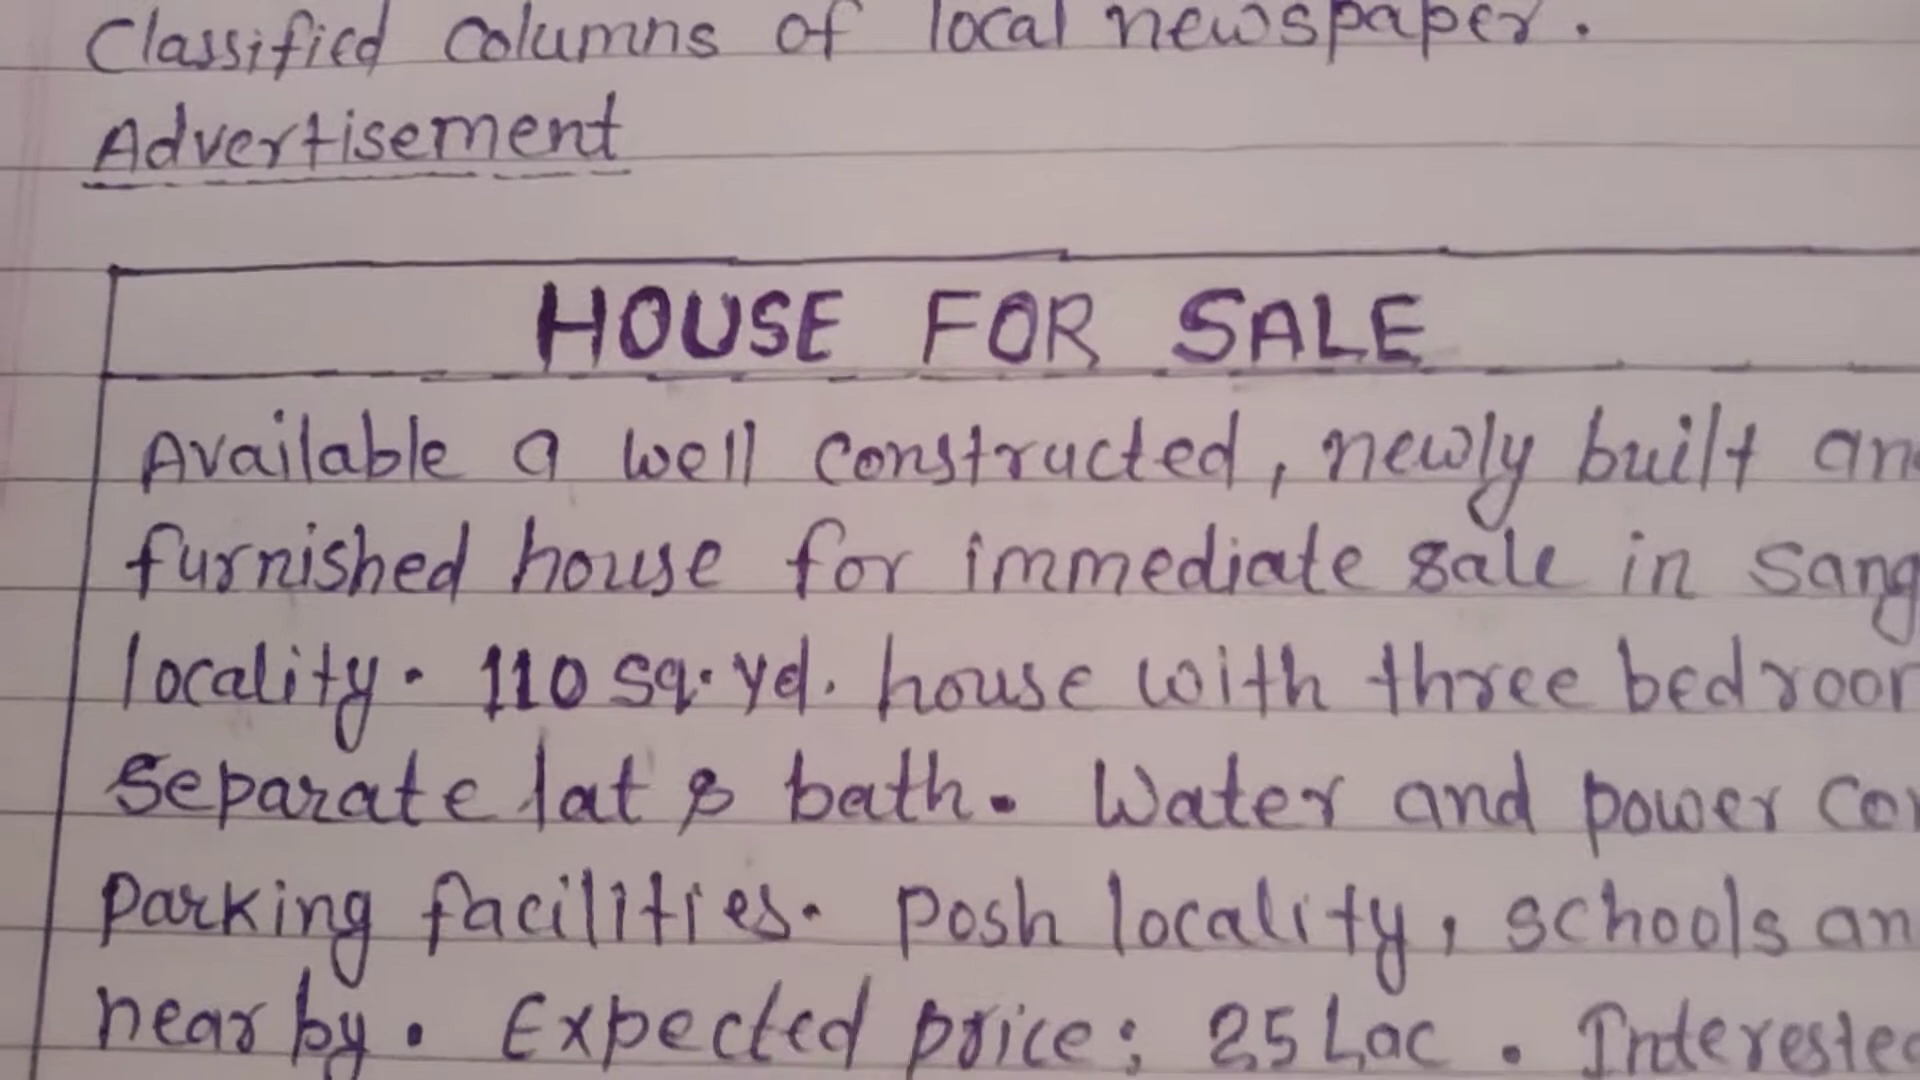 Classified columns of local newspaper.
Advertisement
HOUSE FOR SALE
Available a well constructed, newly built an
furnished house for immediate sale in Sang
locality. 110 sq. yd. house with three bedroo
separate lat & bath. Water and power co
parking facilities. Posh locality, schools an
near by. Expected price: 25 Lac. Interested